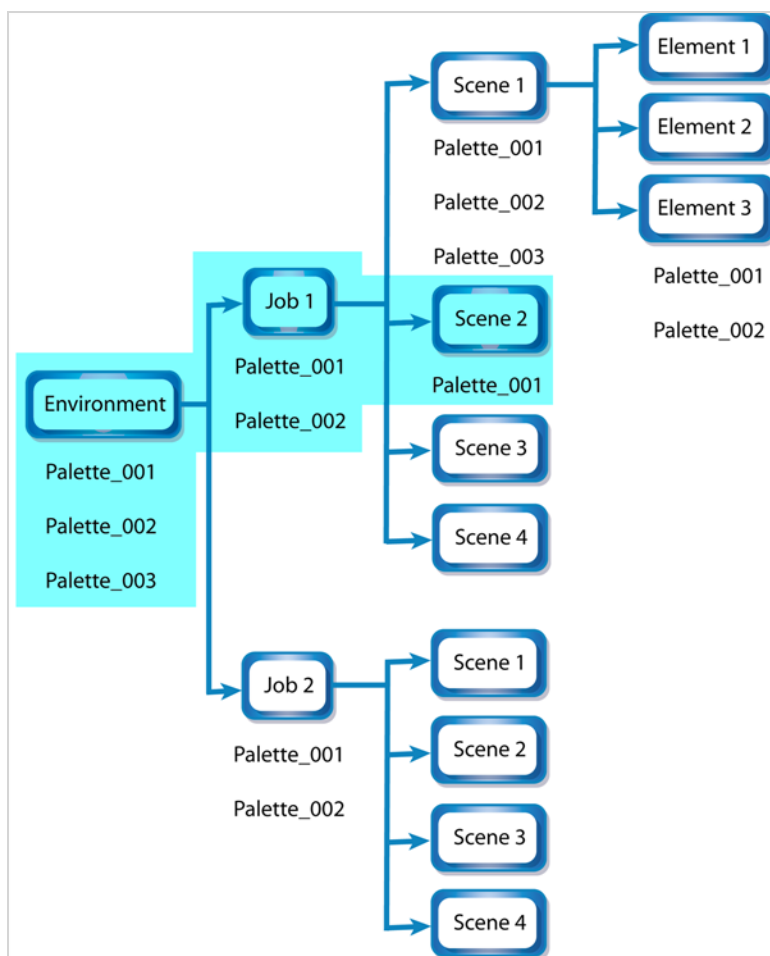 Element 1
Scene 1
Element 2
Palette_001
Palette_002
Element 3
Palette_003
Palette_001
Job 1
Scene 2
Palette_002
Palette_001
Palette_001
Environment
Palette_002
Scene 3
Palette_001
Palette_002
Scene 4
Palette_003
Scene 1
Job 2
Scene 2
Palette_001
Palette_002
Scene 3
Scene 4